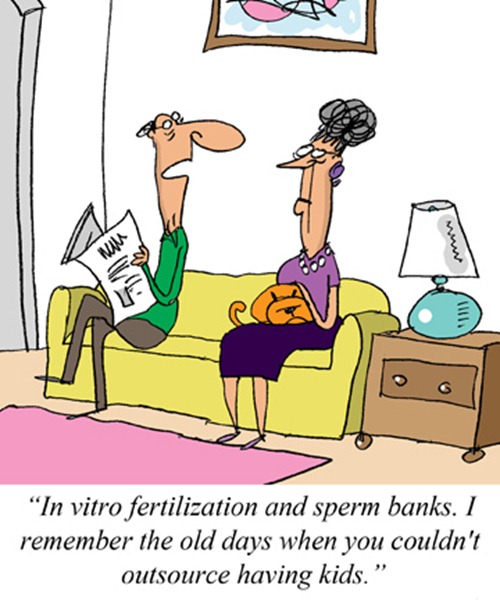 “In vitro fertilization and sperm banks. I
remember the old days when you couldn't
outsource having kids.”